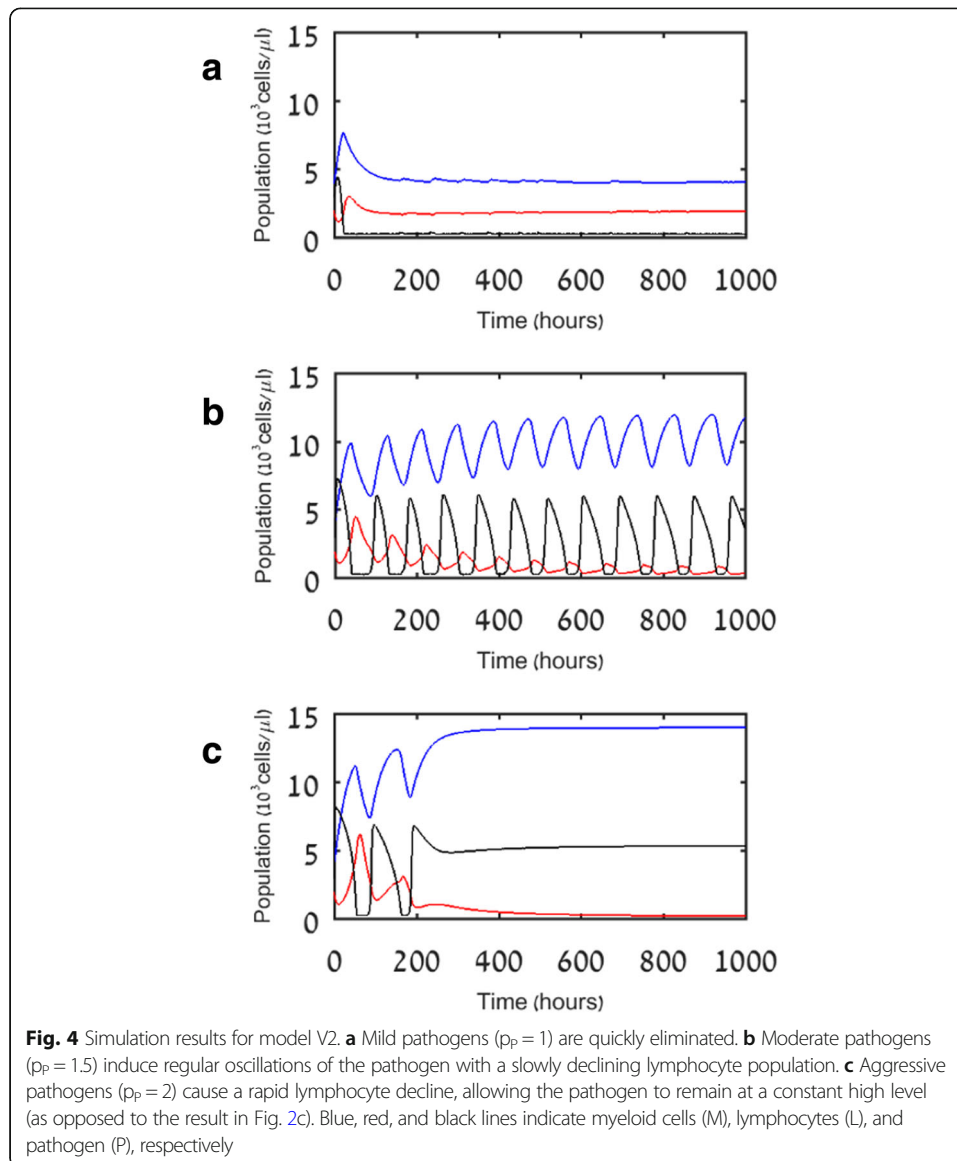 a
Population (10³cells/μl)
15
10
5
0
0 200 400 600 800 1000
Time (hours)
b
Population (10³cells/μl)
15
10
5
0
0 200 400 600 800 1000
Time (hours)
c
Population (10³cells/μl)
15
10
5
0
0 200 400 600 800 1000
Time (hours)
Fig. 4 Simulation results for model V2. a Mild pathogens (pP = 1) are quickly eliminated. b Moderate pathogens
(pP = 1.5) induce regular oscillations of the pathogen with a slowly declining lymphocyte population. c Aggressive
pathogens (pP = 2) cause a rapid lymphocyte decline, allowing the pathogen to remain at a constant high level
(as opposed to the result in Fig. 2c). Blue, red, and black lines indicate myeloid cells (M), lymphocytes (L), and
pathogen (P), respectively